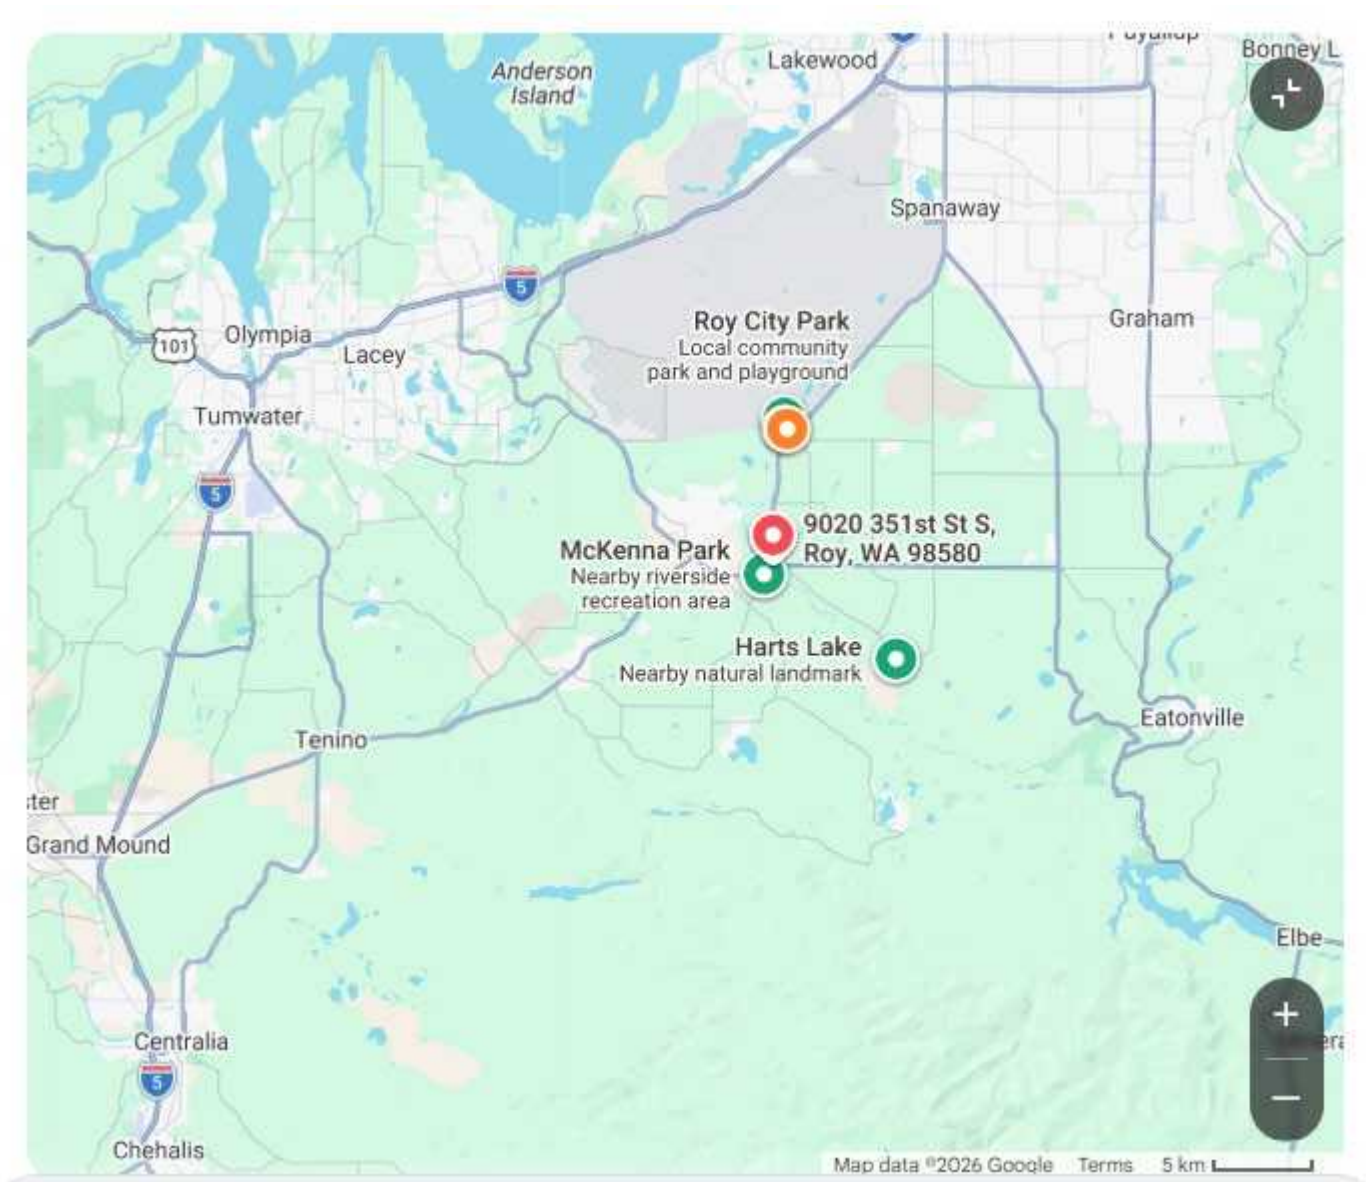 Puyallup
Bonney L
Lakewood
Anderson
Island
Spanaway
5
Roy City Park
Local community
park and playground
Graham
101
Olympia
Lacey
Tumwater
5
9020 351st St S,
Roy, WA 98580
McKenna Park
Nearby riverside
recreation area
Harts Lake
Nearby natural landmark
Eatonville
Tenino
ster
Grand Mound
Elbe
+
Centralia
5
−
Chehalis
Map data ©2026 Google
Terms
5 km